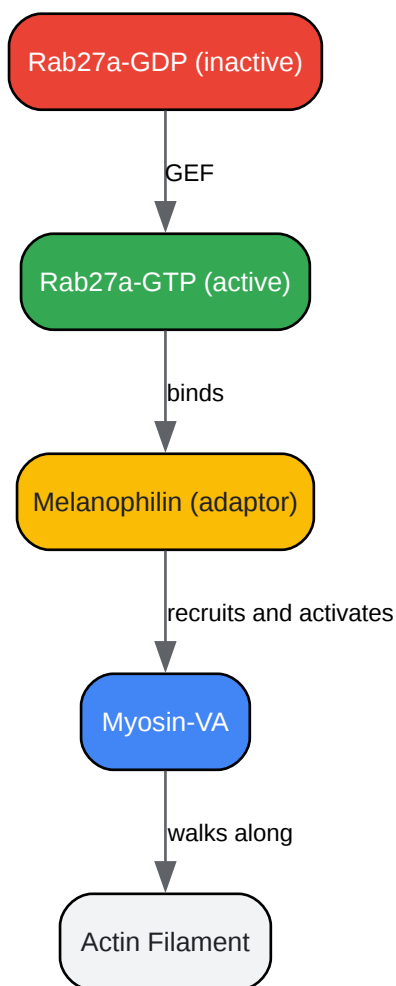 Rab27a-GDP (inactive)
GEF
Rab27a-GTP (active)
binds
Melanophilin (adaptor)
recruits and activates
Myosin-VA
walks along
Actin Filament